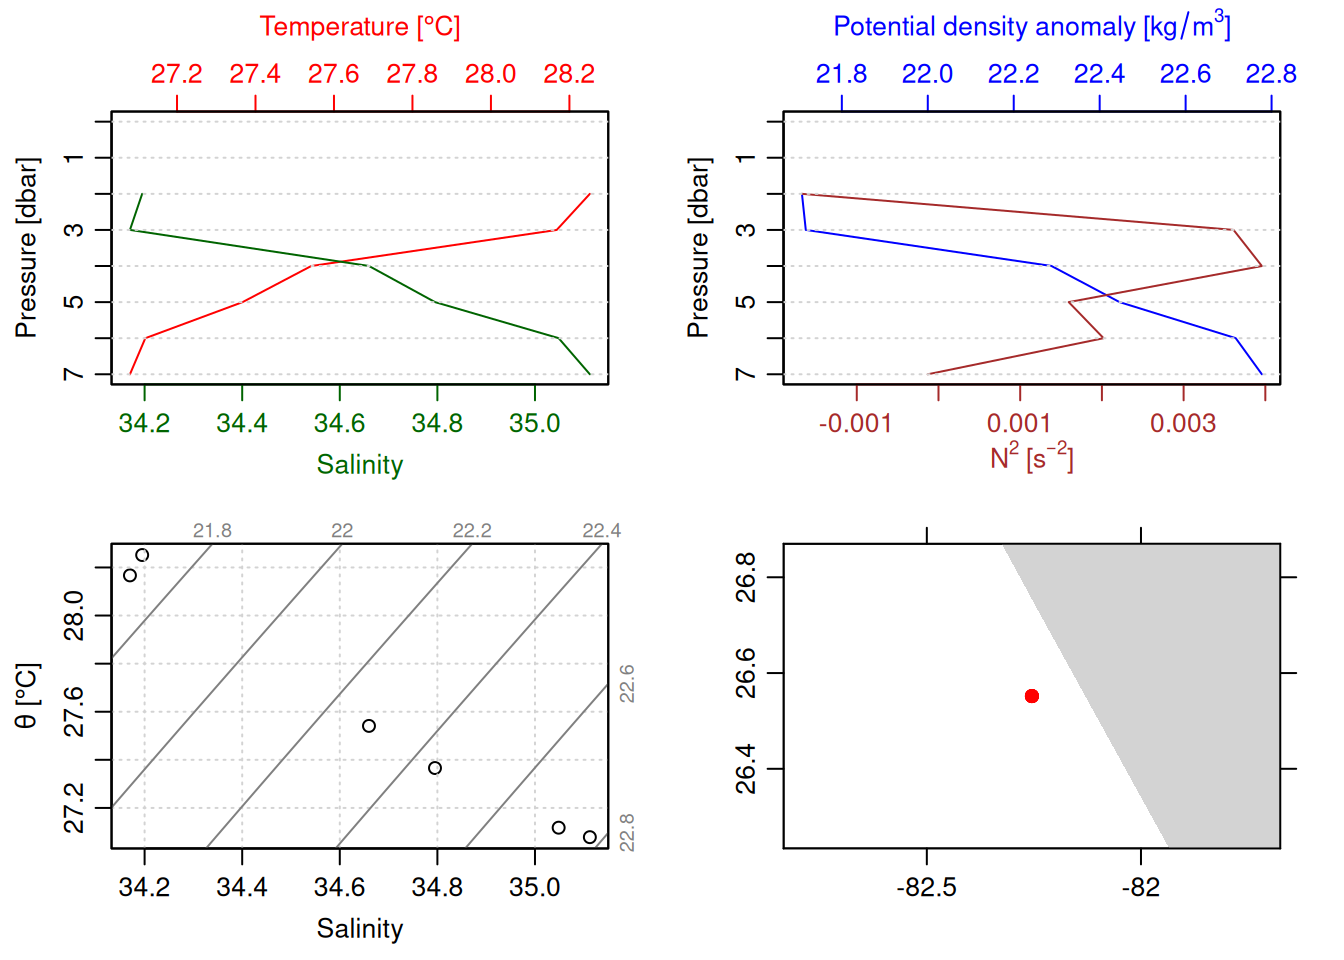 Temperature [°C]
27.2 27.4 27.6 27.8 28.0 28.2
Pressure [dbar]
1
3
5
7
34.2 34.4 34.6 34.8 35.0
Salinity
Potential density anomaly [kg/m³]
21.8 22.0 22.2 22.4 22.6 22.8
Pressure [dbar]
1
3
5
7
-0.001 0.001 0.003
N² [s⁻²]
21.8 22 22.2 22.4
22.6
22.8
θ [°C]
28.0
27.6
27.2
34.2 34.4 34.6 34.8 35.0
Salinity
26.8
26.6
26.4
-82.5 -82